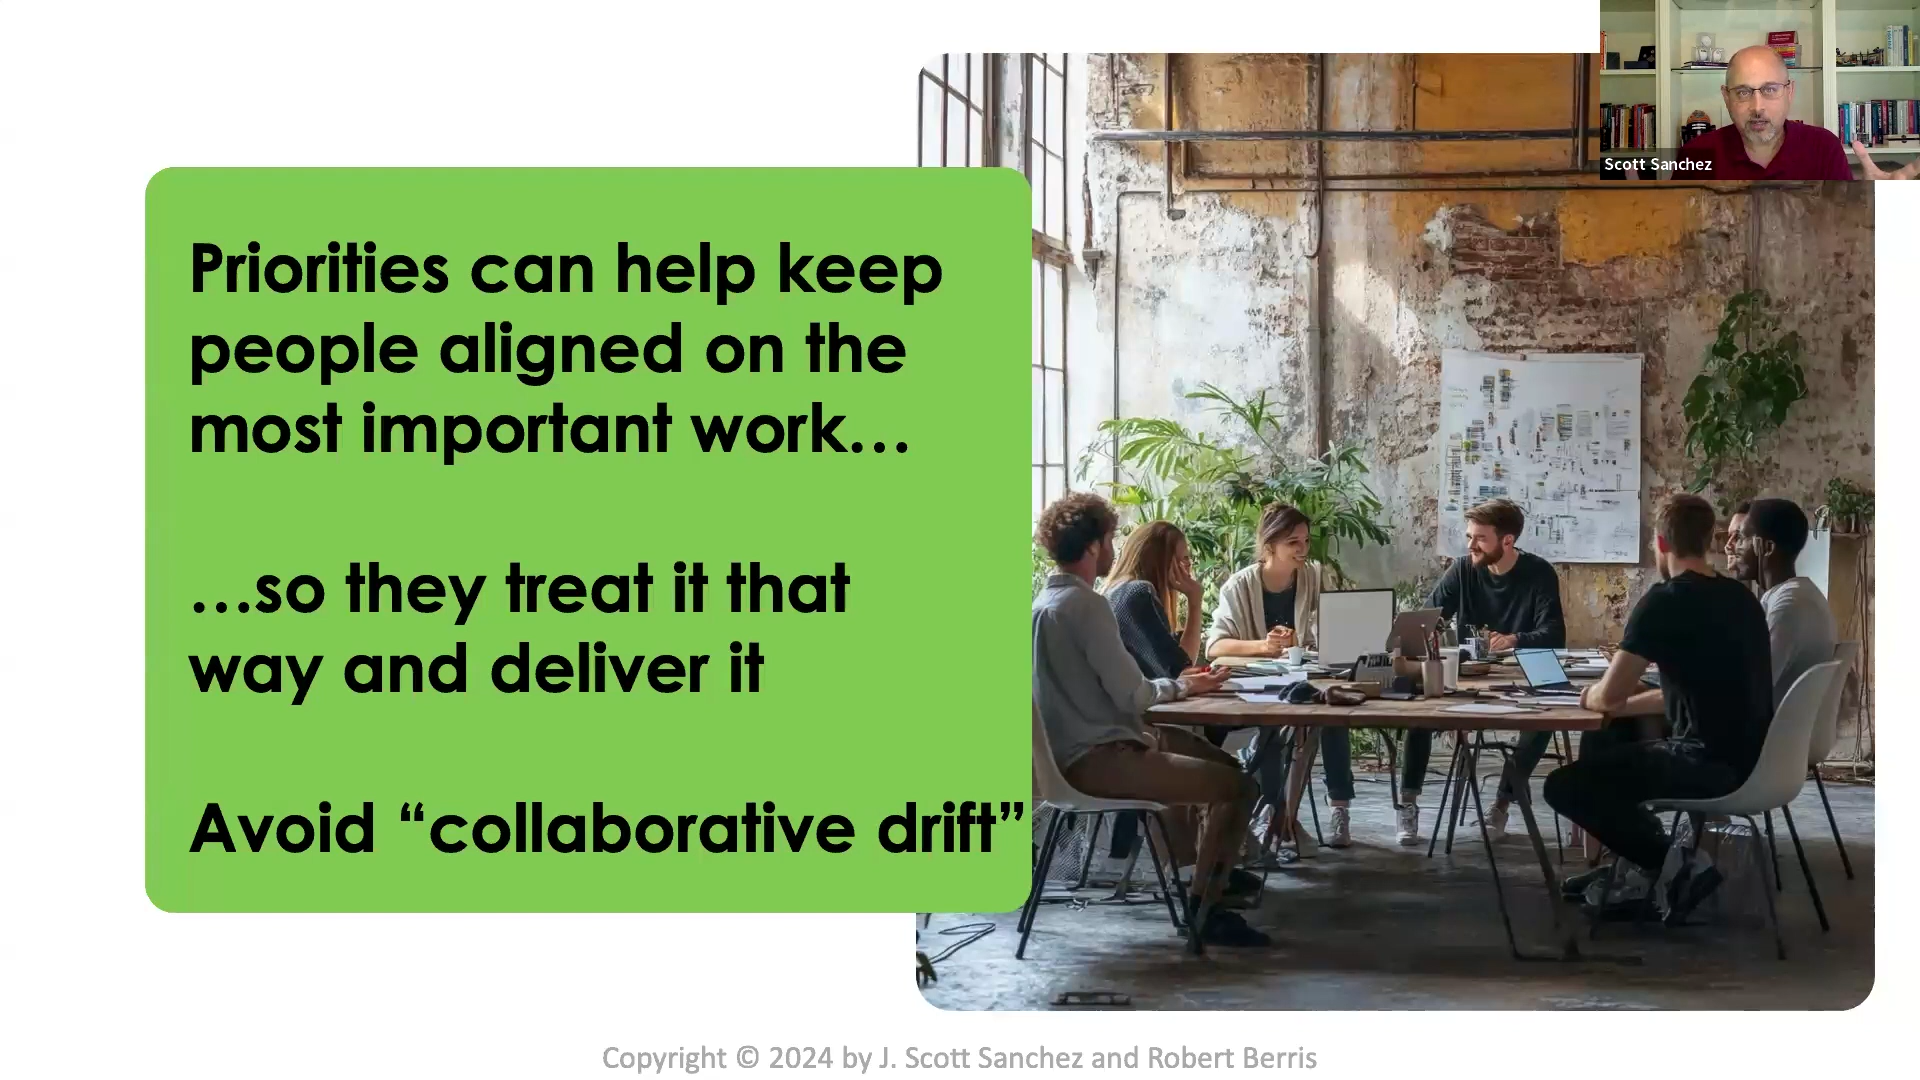 Scott Sanchez
Priorities can help keep
people aligned on the
most important work…
…so they treat it that
way and deliver it
Avoid “collaborative drift”
Copyright © 2024 by J. Scott Sanchez and Robert Berris